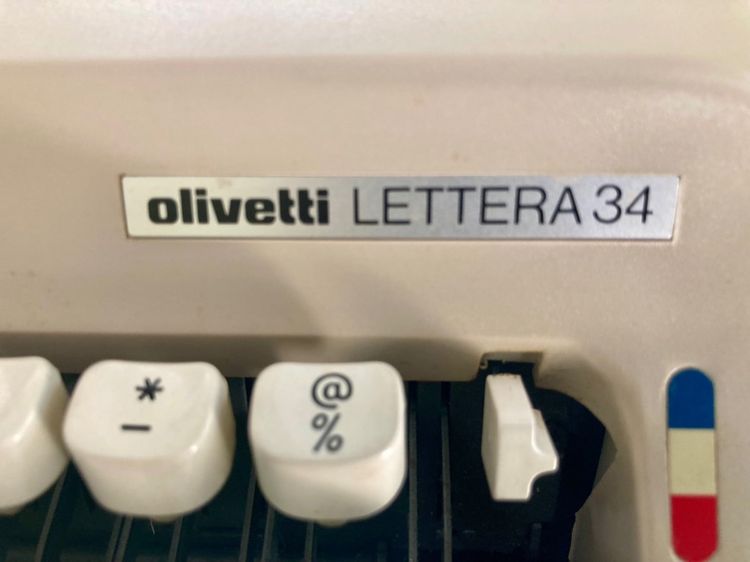 olivetti LETTERA 34
* @
- %